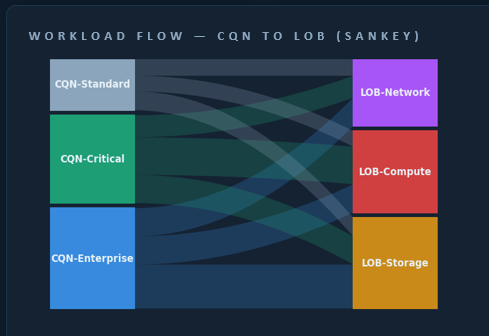 WORKLOAD FLOW — CQN TO LOB (SANKEY)
CQN-Standard
LOB-Network
CQN-Critical
LOB-Compute
CQN-Enterprise
LOB-Storage